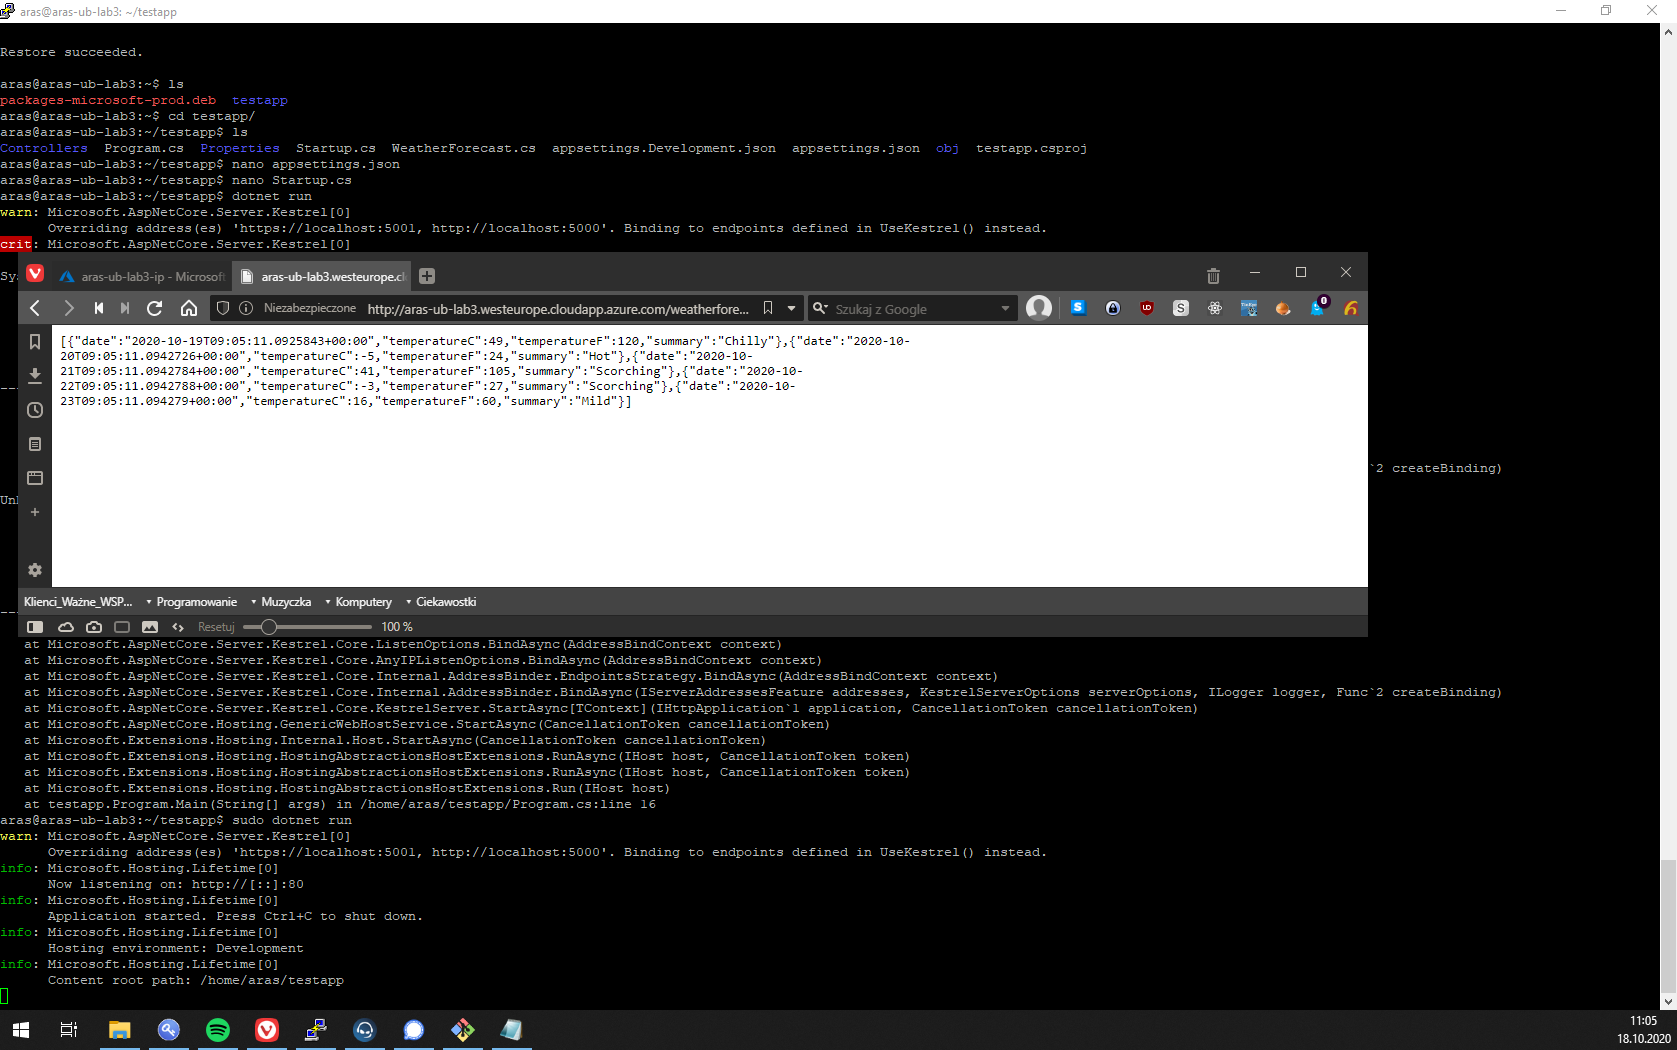 aras@aras-ub-lab3: ~/testapp
Restore succeeded.
aras@aras-ub-lab3:~$ ls
packages-microsoft-prod.deb  testapp
aras@aras-ub-lab3:~$ cd testapp/
aras@aras-ub-lab3:~/testapp$ ls
Controllers  Program.cs  Properties  Startup.cs  WeatherForecast.cs  appsettings.Development.json  appsettings.json  obj  testapp.csproj
aras@aras-ub-lab3:~/testapp$ nano appsettings.json
aras@aras-ub-lab3:~/testapp$ nano Startup.cs
aras@aras-ub-lab3:~/testapp$ dotnet run
warn: Microsoft.AspNetCore.Server.Kestrel[0]
      Overriding address(es) 'https://localhost:5001, http://localhost:5000'. Binding to endpoints defined in UseKestrel() instead.
crit: Microsoft.AspNetCore.Server.Kestrel[0]
aras-ub-lab3-ip - Microsoft
aras-ub-lab3.westeurope.cl
Niezabezpieczone http://aras-ub-lab3.westeurope.cloudapp.azure.com/weatherfore... Szukaj z Google
[{"date":"2020-10-19T09:05:11.0925843+00:00","temperatureC":49,"temperatureF":120,"summary":"Chilly"},{"date":"2020-10-
20T09:05:11.0942726+00:00","temperatureC":-5,"temperatureF":24,"summary":"Hot"},{"date":"2020-10-
21T09:05:11.0942784+00:00","temperatureC":41,"temperatureF":105,"summary":"Scorching"},{"date":"2020-10-
22T09:05:11.0942788+00:00","temperatureC":-3,"temperatureF":27,"summary":"Scorching"},{"date":"2020-10-
23T09:05:11.094279+00:00","temperatureC":16,"temperatureF":60,"summary":"Mild"}]
`2 createBinding)
Klienci_Ważne_WSP... Programowanie Muzyczka Komputery Ciekawostki
Resetuj 100 %
   at Microsoft.AspNetCore.Server.Kestrel.Core.ListenOptions.BindAsync(AddressBindContext context)
   at Microsoft.AspNetCore.Server.Kestrel.Core.AnyIPListenOptions.BindAsync(AddressBindContext context)
   at Microsoft.AspNetCore.Server.Kestrel.Core.Internal.AddressBinder.EndpointsStrategy.BindAsync(AddressBindContext context)
   at Microsoft.AspNetCore.Server.Kestrel.Core.Internal.AddressBinder.BindAsync(IServerAddressesFeature addresses, KestrelServerOptions serverOptions, ILogger logger, Func`2 createBinding)
   at Microsoft.AspNetCore.Server.Kestrel.Core.KestrelServer.StartAsync[TContext](IHttpApplication`1 application, CancellationToken cancellationToken)
   at Microsoft.AspNetCore.Hosting.GenericWebHostService.StartAsync(CancellationToken cancellationToken)
   at Microsoft.Extensions.Hosting.Internal.Host.StartAsync(CancellationToken cancellationToken)
   at Microsoft.Extensions.Hosting.HostingAbstractionsHostExtensions.RunAsync(IHost host, CancellationToken token)
   at Microsoft.Extensions.Hosting.HostingAbstractionsHostExtensions.RunAsync(IHost host, CancellationToken token)
   at Microsoft.Extensions.Hosting.HostingAbstractionsHostExtensions.Run(IHost host)
   at testapp.Program.Main(String[] args) in /home/aras/testapp/Program.cs:line 16
aras@aras-ub-lab3:~/testapp$ sudo dotnet run
warn: Microsoft.AspNetCore.Server.Kestrel[0]
      Overriding address(es) 'https://localhost:5001, http://localhost:5000'. Binding to endpoints defined in UseKestrel() instead.
info: Microsoft.Hosting.Lifetime[0]
      Now listening on: http://[::]:80
info: Microsoft.Hosting.Lifetime[0]
      Application started. Press Ctrl+C to shut down.
info: Microsoft.Hosting.Lifetime[0]
      Hosting environment: Development
info: Microsoft.Hosting.Lifetime[0]
      Content root path: /home/aras/testapp
11:05
18.10.2020